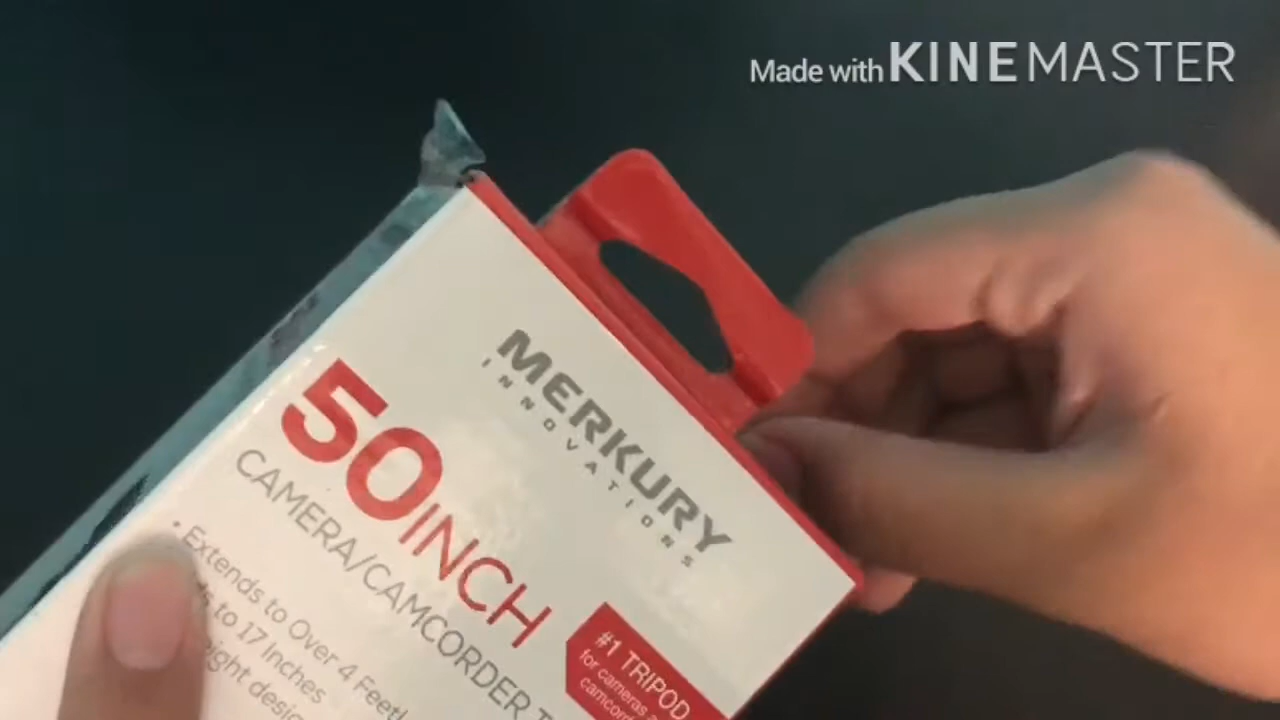 Made with KINEMASTER
MERKURY
INNOVATIONS
50INCH
CAMERA/CAMCORDER
• Extends to Over 4 Feet!
to 17 Inches
#1 TRIPOD
for cameras